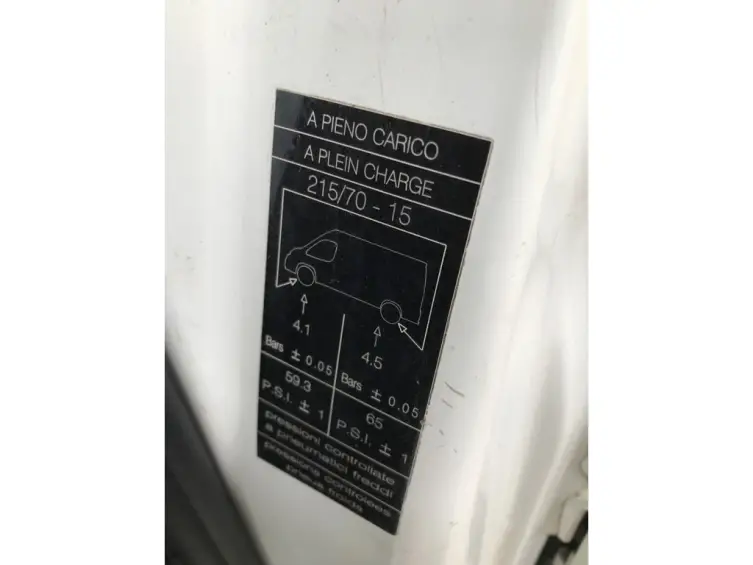 A PIENO CARICO
A PLEIN CHARGE
215/70 - 15
4.1
Bars ± 0.05
59.3
P.S.I. ± 1
4.5
Bars ± 0.05
65
P.S.I. ± 1
pressioni controllate
a pneumatici freddi
pressions controlees
pneus froids